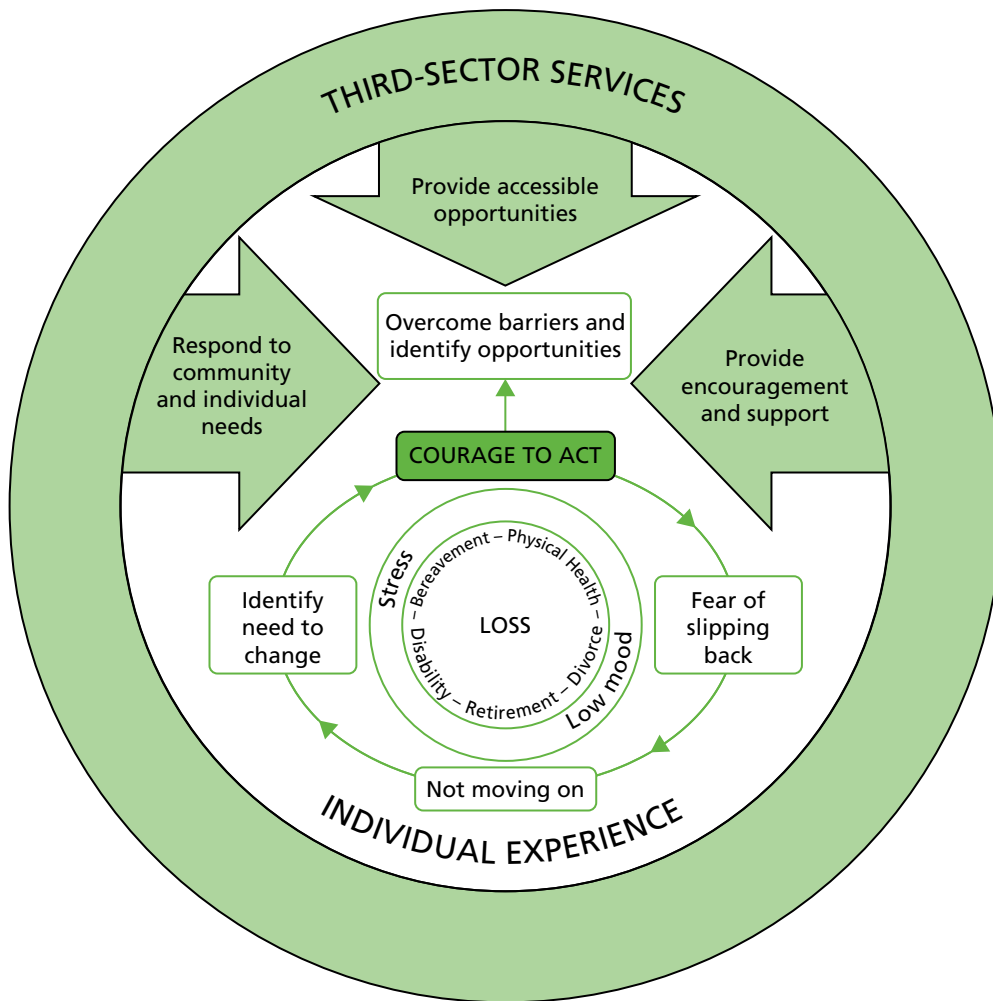 THIRD-SECTOR SERVICES
Provide accessible
opportunities
Respond to
community
and individual
needs
Overcome barriers and
identify opportunities
Provide
encouragement
and support
COURAGE TO ACT
Stress
– Bereavement – Physical Health –
Disability – Retirement – Divorce
LOSS
Low mood
Identify
need to
change
Fear of
slipping
back
Not moving on
INDIVIDUAL EXPERIENCE